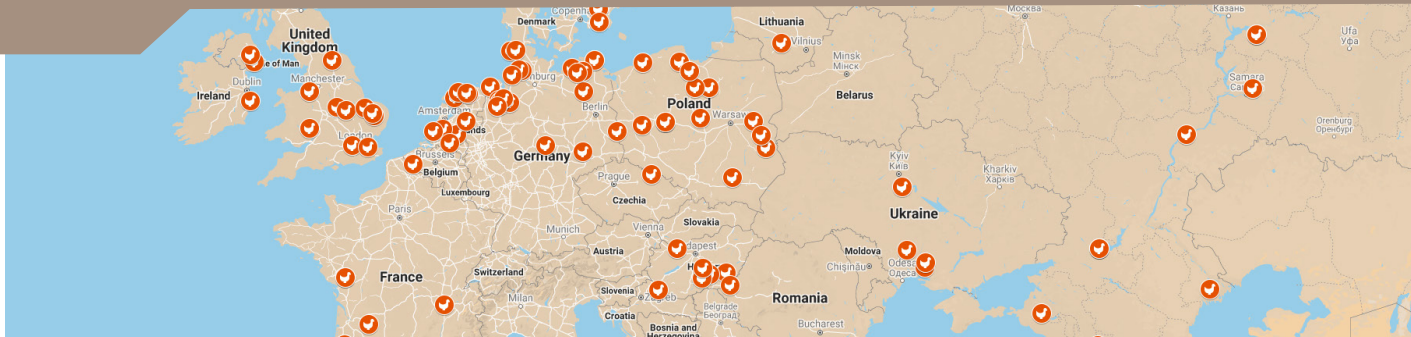 Copenh
Denmark
Lithuania
Москва
Казань
United
Kingdom
Vilnius
Ufa
Уфа
e of Man
Minsk
Мінск
Dublin
Manchester
burg
Samara
Ireland
Amsterdam
Berlin
Poland
Belarus
Warsaw
Orenburg
Оренбург
London
nds
Brussels
Germany
Kyiv
Київ
Kharkiv
Харків
Belgium
Prague
Luxembourg
Czechia
Paris
Ukraine
Slovakia
Munich
Vienna
Austria
dapest
Moldova
Chișinău
Odesa
Одеса
France
Switzerland
H
Slovenia
Zagreb
Milan
Romania
Croatia
Belgrade
Београд
Bucharest
Bosnia and
Herzegovina